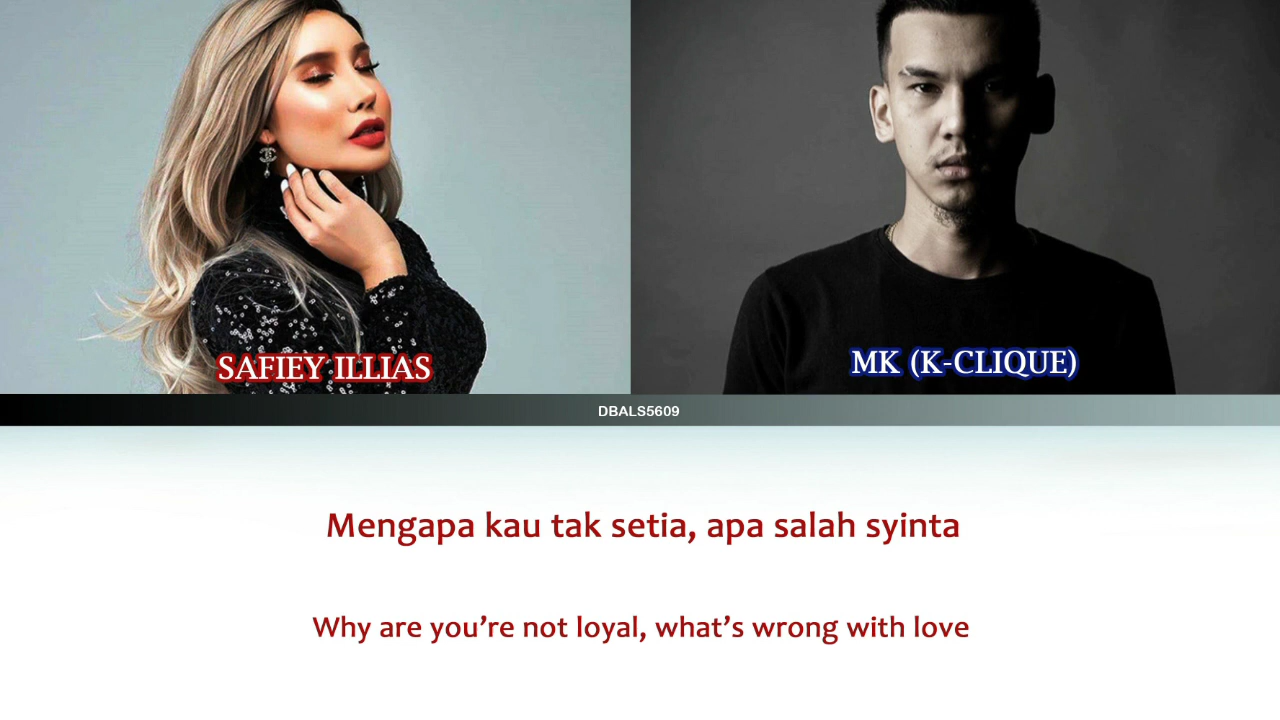 SAFIEY ILLIAS
MK (K-CLIQUE)
DBALS5609
Mengapa kau tak setia, apa salah syinta
Why are you’re not loyal, what’s wrong with love